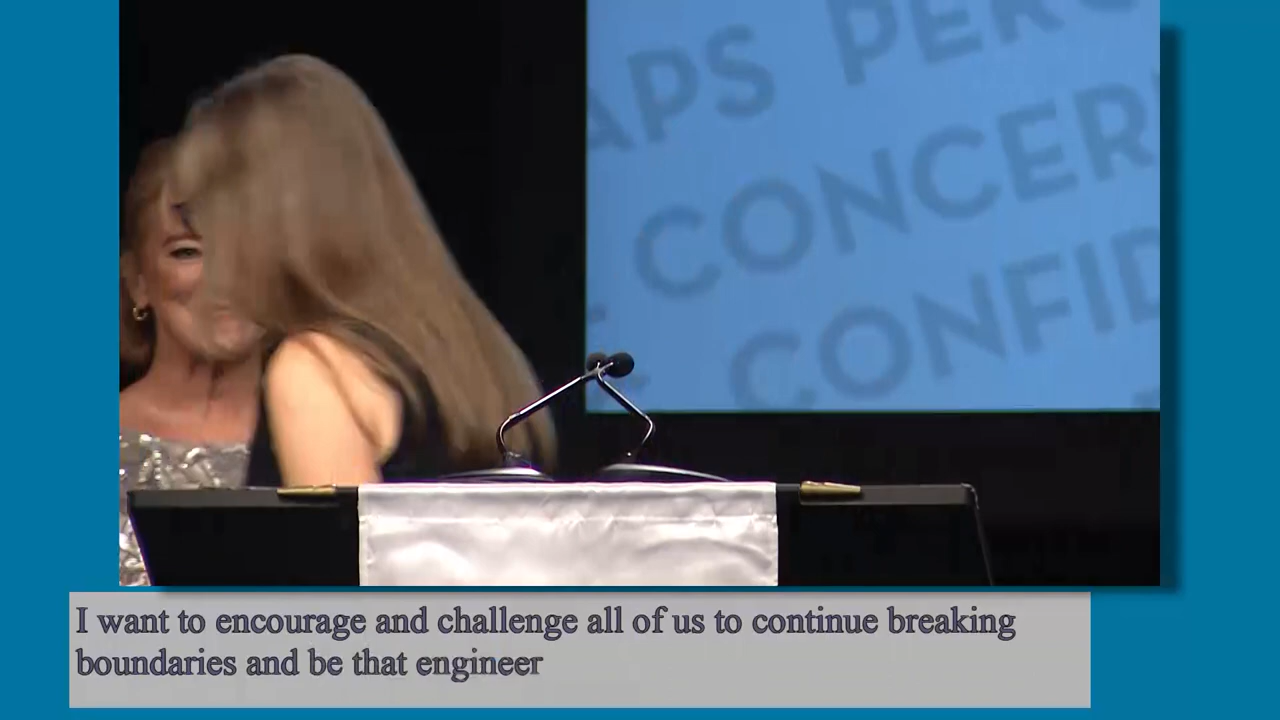 APS PERC
CONCER
CONFID
I want to encourage and challenge all of us to continue breaking
boundaries and be that engineer